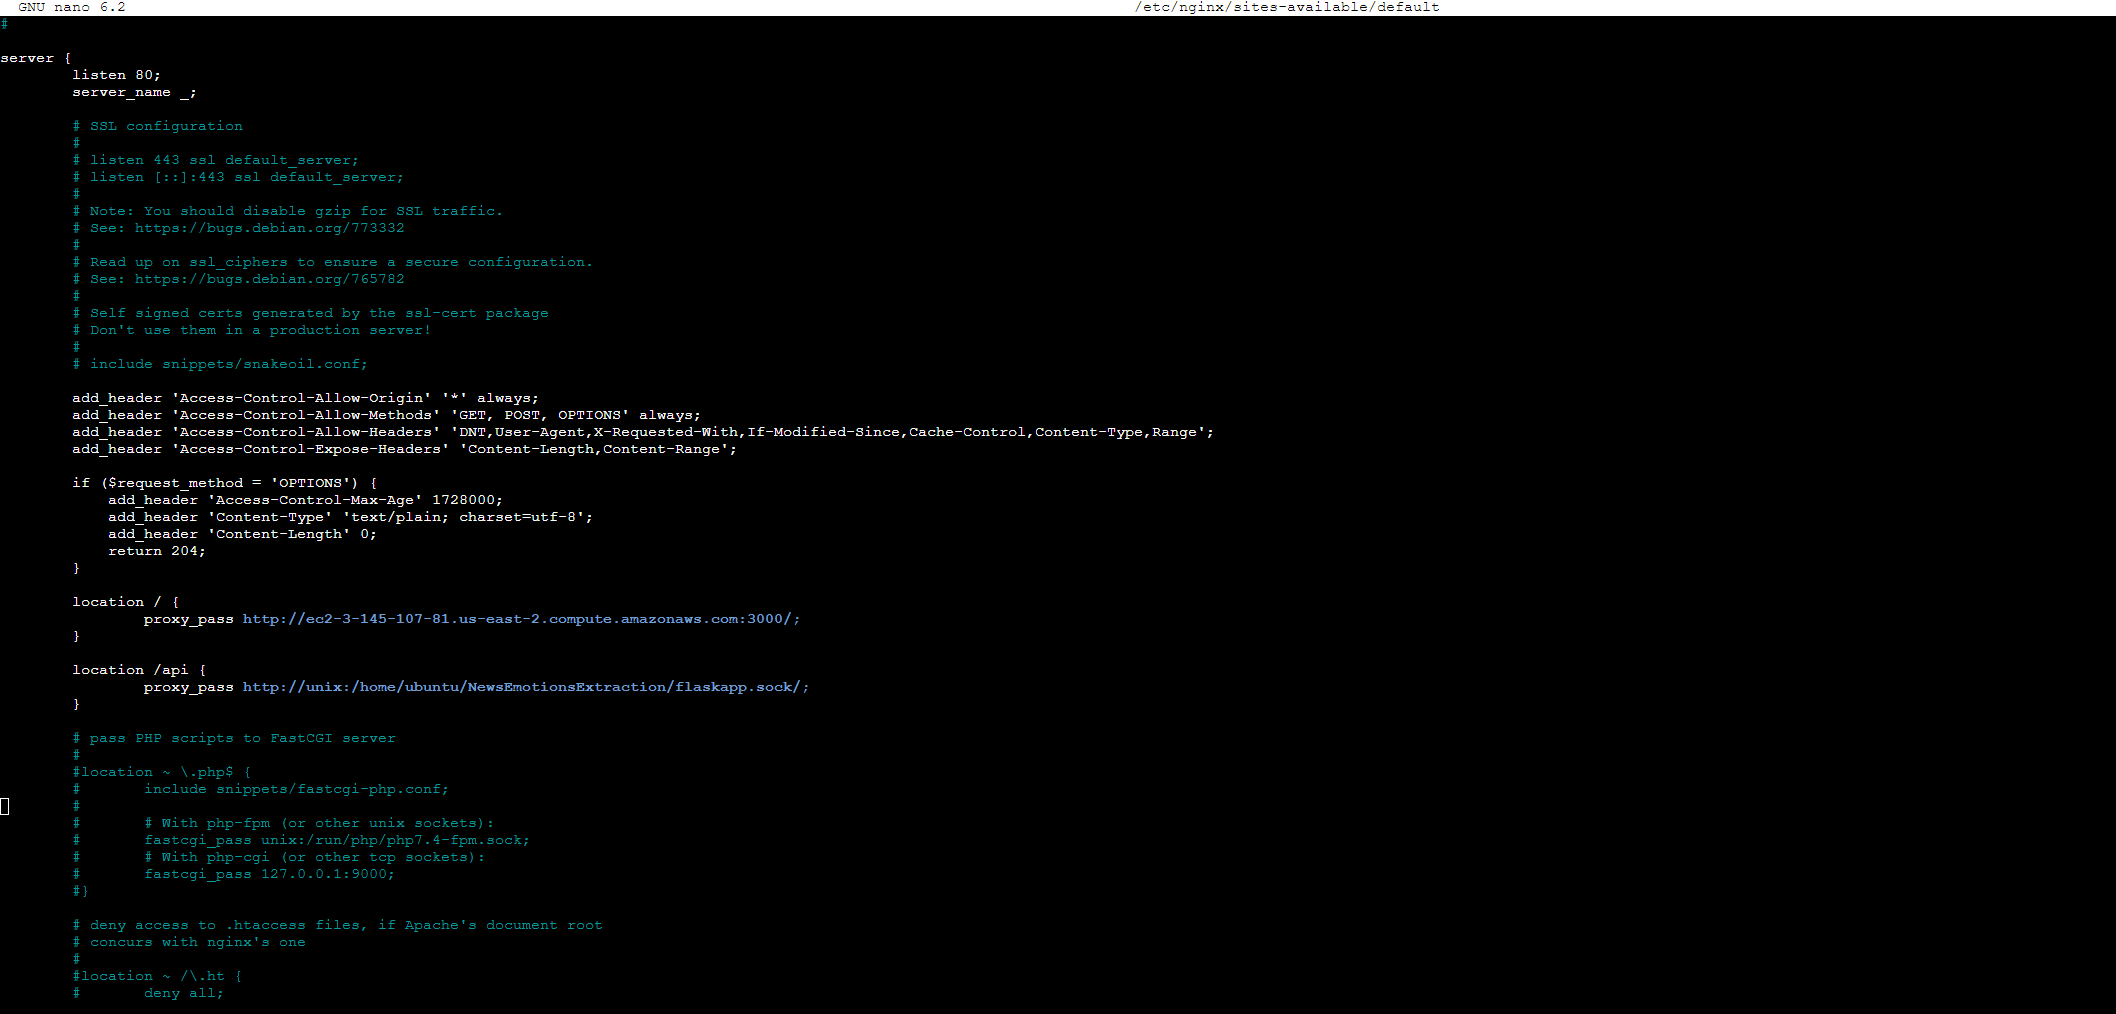 GNU nano 6.2 /etc/nginx/sites-available/default
#
server {
listen 80;
server_name _;
# SSL configuration
#
# listen 443 ssl default_server;
# listen [::]:443 ssl default_server;
#
# Note: You should disable gzip for SSL traffic.
# See: https://bugs.debian.org/773332
#
# Read up on ssl_ciphers to ensure a secure configuration.
# See: https://bugs.debian.org/765782
#
# Self signed certs generated by the ssl-cert package
# Don't use them in a production server!
#
# include snippets/snakeoil.conf;
add_header 'Access-Control-Allow-Origin' '*' always;
add_header 'Access-Control-Allow-Methods' 'GET, POST, OPTIONS' always;
add_header 'Access-Control-Allow-Headers' 'DNT,User-Agent,X-Requested-With,If-Modified-Since,Cache-Control,Content-Type,Range';
add_header 'Access-Control-Expose-Headers' 'Content-Length,Content-Range';
if ($request_method = 'OPTIONS') {
add_header 'Access-Control-Max-Age' 1728000;
add_header 'Content-Type' 'text/plain; charset=utf-8';
add_header 'Content-Length' 0;
return 204;
}
location / {
proxy_pass http://ec2-3-145-107-81.us-east-2.compute.amazonaws.com:3000/;
}
location /api {
proxy_pass http://unix:/home/ubuntu/NewsEmotionsExtraction/flaskapp.sock/;
}
# pass PHP scripts to FastCGI server
#
#location ~ \.php$ {
# include snippets/fastcgi-php.conf;
#
# # With php-fpm (or other unix sockets):
# fastcgi_pass unix:/run/php/php7.4-fpm.sock;
# # With php-cgi (or other tcp sockets):
# fastcgi_pass 127.0.0.1:9000;
#}
# deny access to .htaccess files, if Apache's document root
# concurs with nginx's one
#
#location ~ /\.ht {
# deny all;